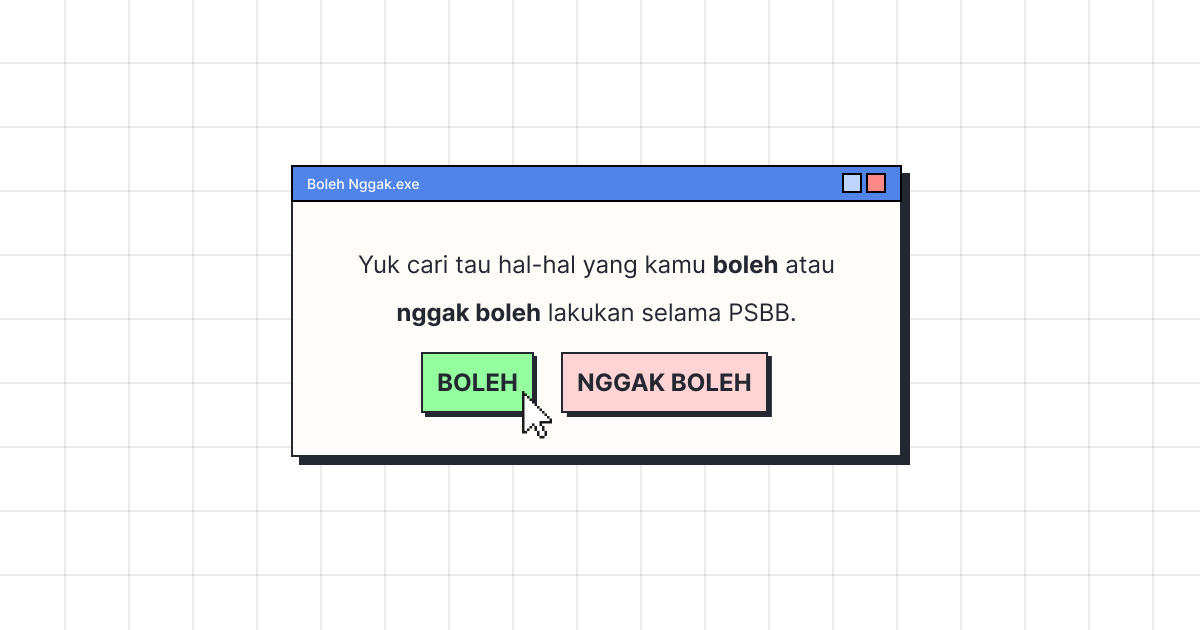 Boleh Nggak.exe
Yuk cari tau hal-hal yang kamu boleh atau
nggak boleh lakukan selama PSBB.
BOLEH
NGGAK BOLEH